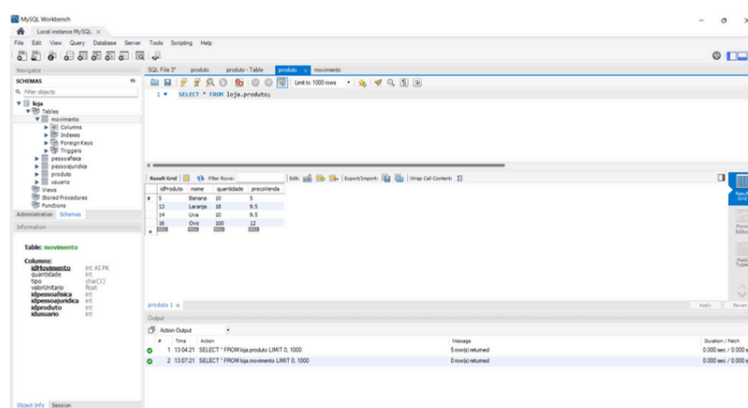 MySQL Workbench
Local instance MySQL ×
File Edit View Query Database Server Tools Scripting Help
Navigator
SCHEMAS
Filter objects
loja
Tables
movimento
Columns
Indexes
Foreign Keys
Triggers
pessoafisica
pessoajuridica
produto
usuario
Views
Stored Procedures
Functions
Administration Schemas
Information
Table: movimento
Columns:
idMovimento int AI PK
quantidade int
tipo char(1)
valorUnitario float
idpessoafisica int
idpessoajuridica int
idproduto int
idusuario int
Object Info Session
SQL File 3* produto produto - Table produto × movimento
Limit to 1000 rows
1 SELECT * FROM loja.produto;
Result Grid Filter Rows: Edit: Export/Import: Wrap Cell Content:
idProduto nome quantidade precoVenda
5 Banana 10 5
13 Laranja 10 9.5
14 Uva 10 9.5
16 Ovo 100 12
NULL NULL NULL NULL
Result Grid
Form Editor
Field Types
produto 1 × Apply Revert
Output
Action Output
# Time Action Message Duration / Fetch
1 13:04:21 SELECT * FROM loja.produto LIMIT 0, 1000 5 row(s) returned 0.000 sec / 0.000 s
2 13:07:21 SELECT * FROM loja.movimento LIMIT 0, 1000 0 row(s) returned 0.000 sec / 0.000 s